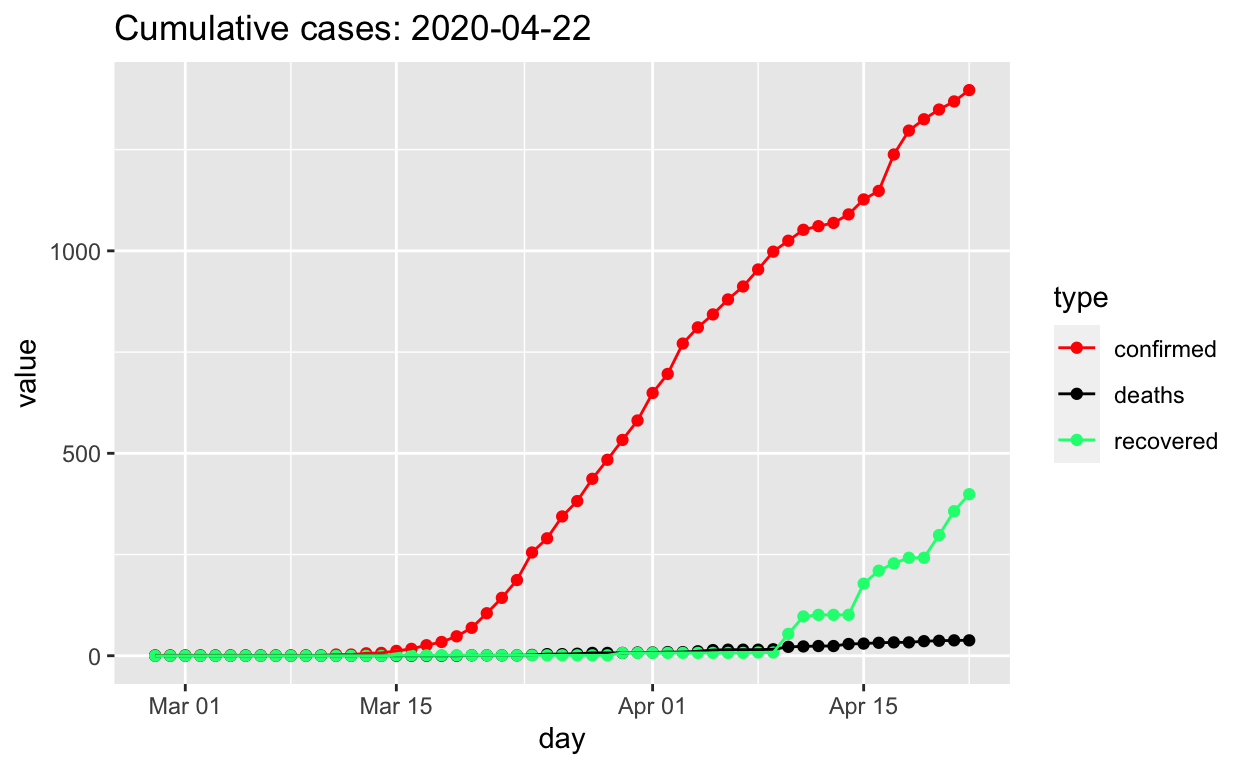 Cumulative cases: 2020-04-22
value
1000
500
0
Mar 01
Mar 15
Apr 01
Apr 15
day
type
confirmed
deaths
recovered